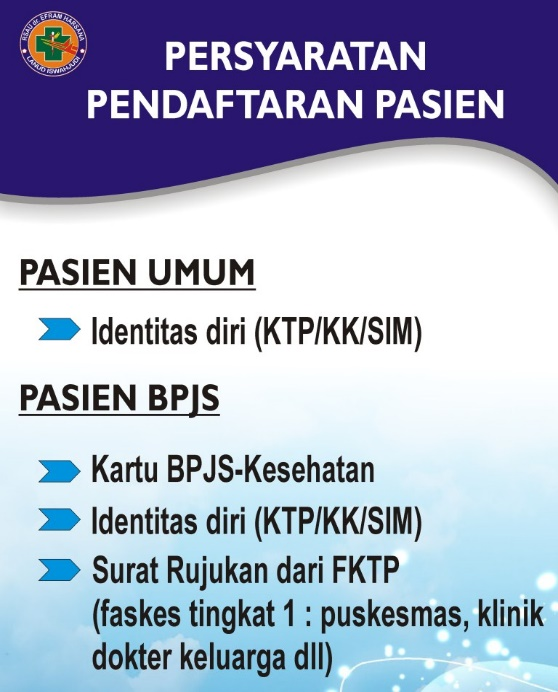 RSAU dr. EFRAM HARSANA
LANUD ISWAHJUDI
PERSYARATAN
PENDAFTARAN PASIEN
PASIEN UMUM
Identitas diri (KTP/KK/SIM)
PASIEN BPJS
Kartu BPJS-Kesehatan
Identitas diri (KTP/KK/SIM)
Surat Rujukan dari FKTP
(faskes tingkat 1 : puskesmas, klinik
dokter keluarga dll)